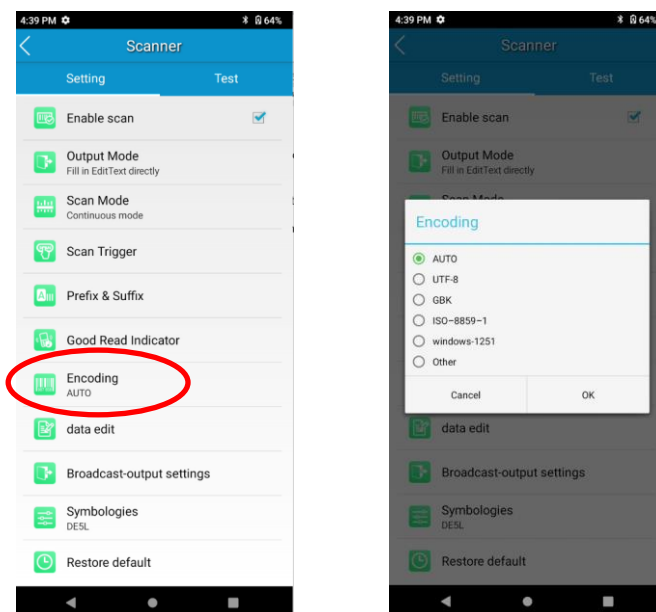 4:39 PM 64%
Scanner
Setting Test
Enable scan
Output Mode
Fill in EditText directly
Scan Mode
Continuous mode
Scan Trigger
Prefix & Suffix
Good Read Indicator
Encoding
AUTO
data edit
Broadcast-output settings
Symbologies
DE5L
Restore default
4:39 PM 64%
Scanner
Setting Test
Enable scan
Output Mode
Fill in EditText directly
Scan Mode
Encoding
AUTO
UTF-8
GBK
ISO-8859-1
windows-1251
Other
Cancel OK
data edit
Broadcast-output settings
Symbologies
DE5L
Restore default